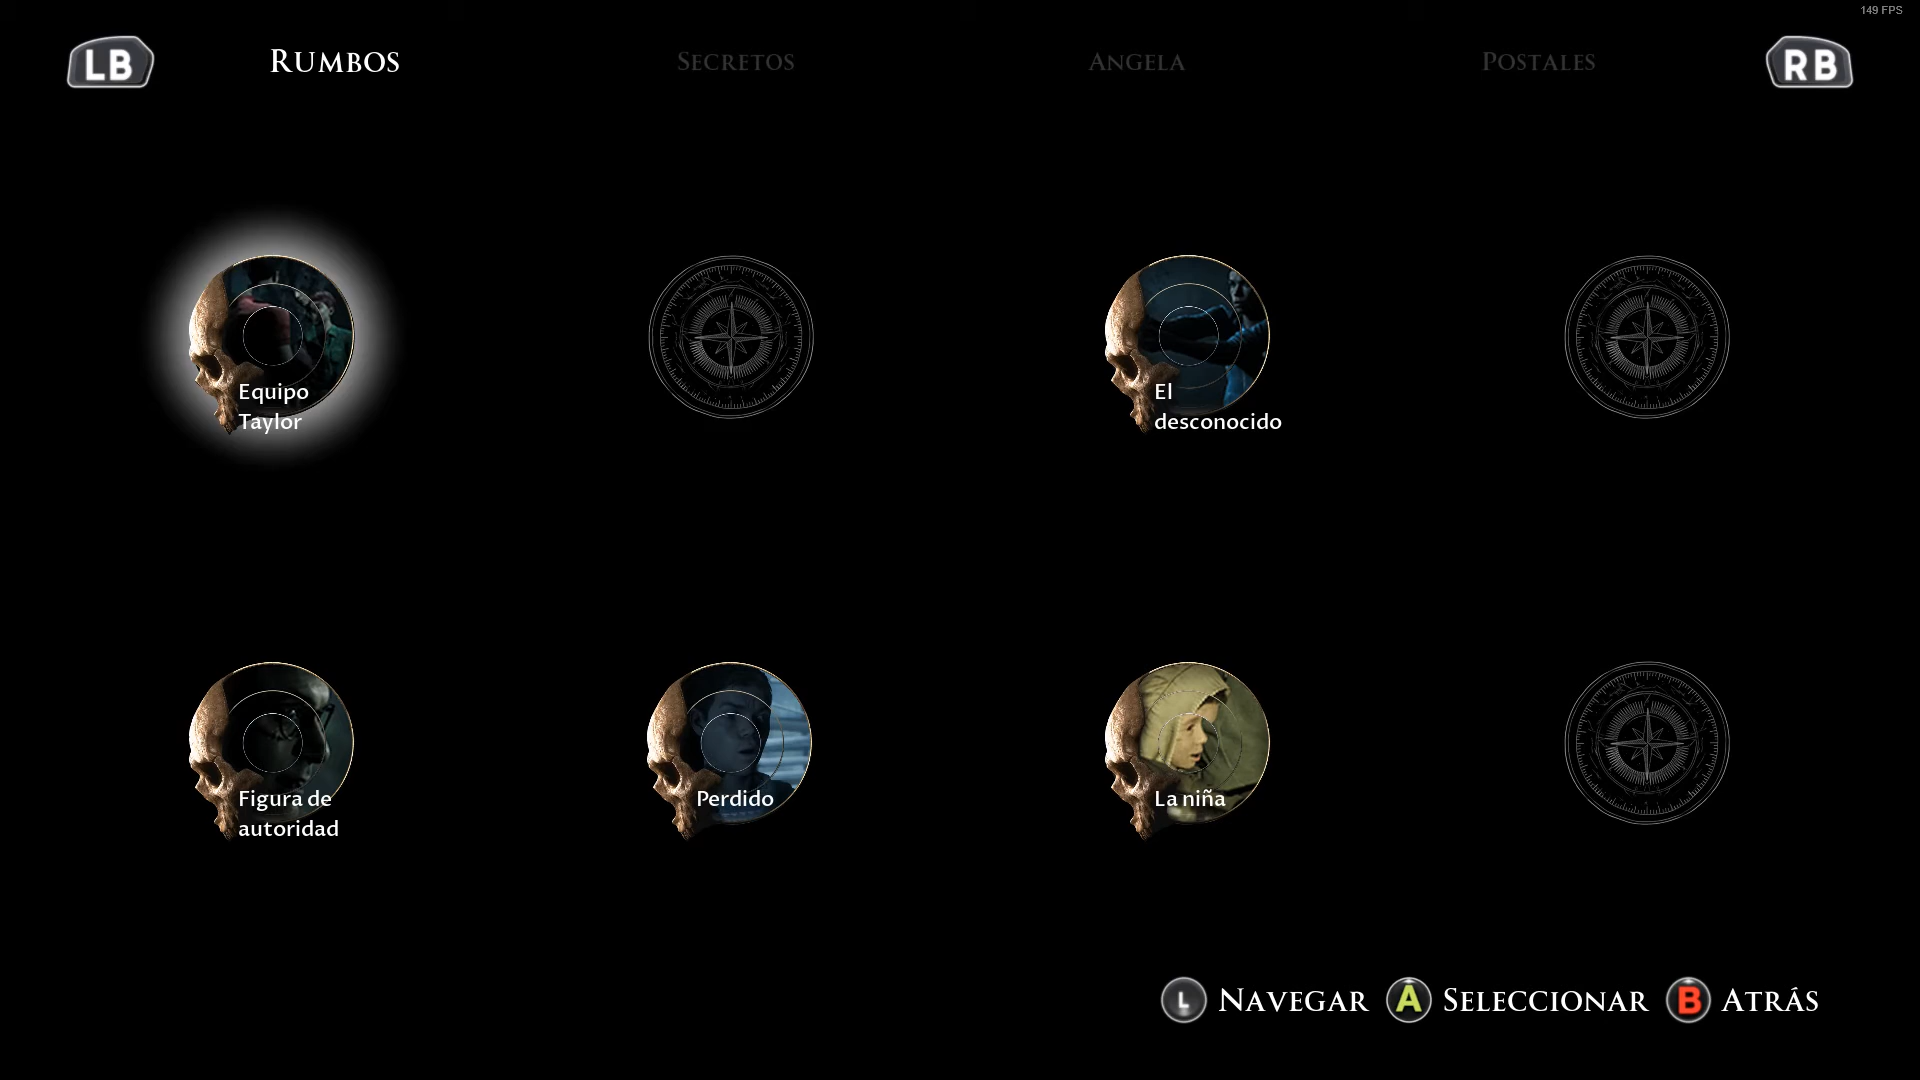 149 FPS
LB
RUMBOS
SECRETOS
ANGELA
POSTALES
RB
Equipo
Taylor
El
desconocido
Figura de
autoridad
Perdido
La niña
L NAVEGAR A SELECCIONAR B ATRÁS